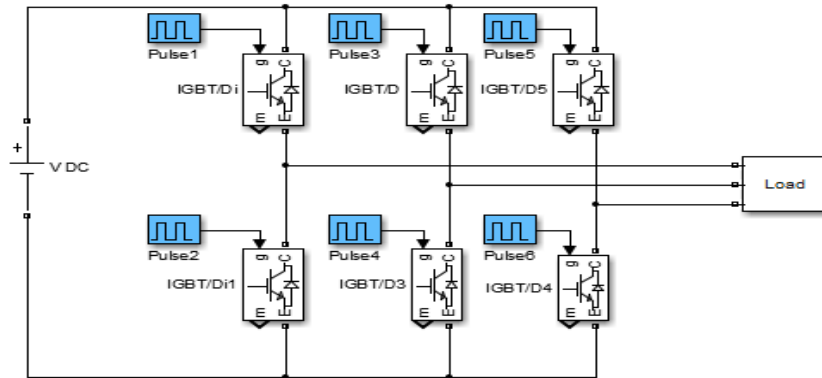 Pulse1
Pulse3
Pulse5
g C
g C
g C
IGBT/Di
IGBT/D
IGBT/D5
m E
m E
m E
+
V DC
Load
Pulse2
Pulse4
Pulse6
g C
g C
g C
IGBT/Di1
IGBT/D3
IGBT/D4
m E
m E
m E